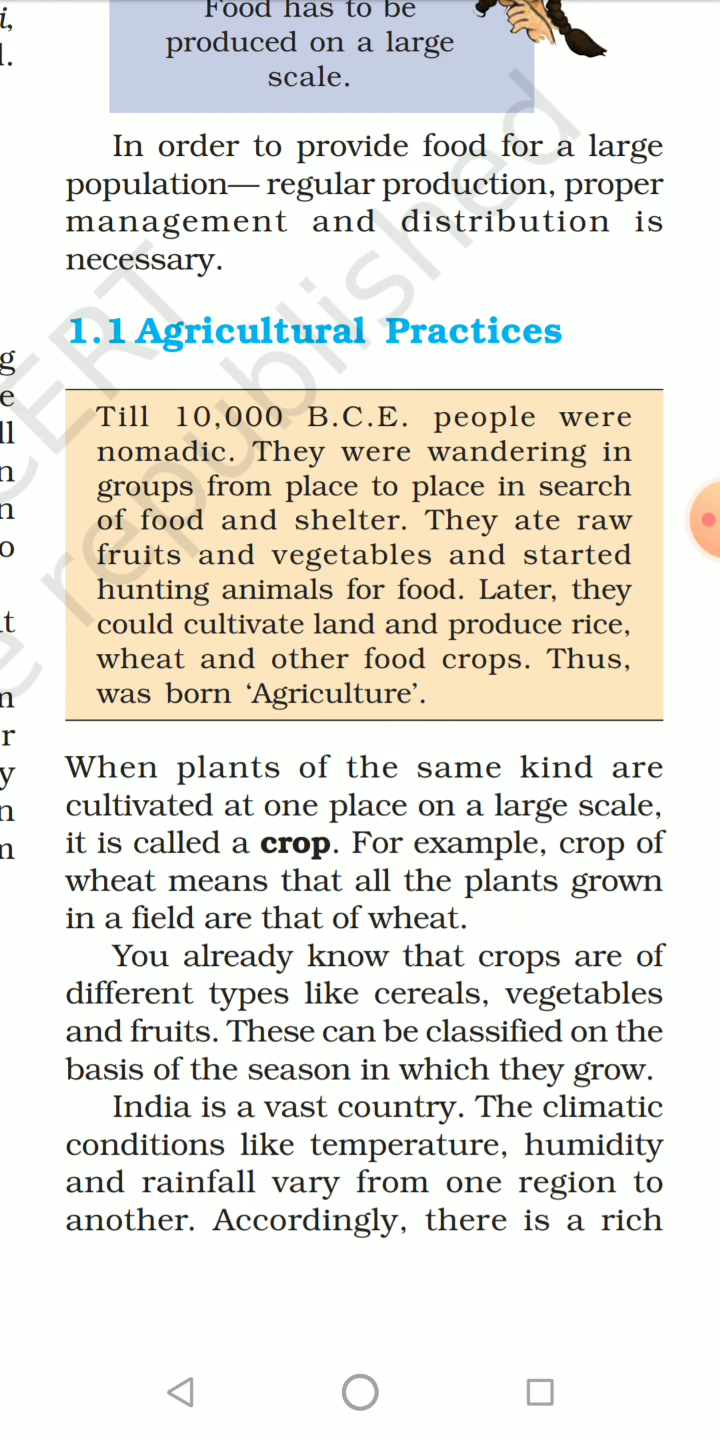 Food has to be
produced on a large
scale.
In order to provide food for a large
population— regular production, proper
management and distribution is
necessary.
1.1 Agricultural Practices
Till 10,000 B.C.E. people were
nomadic. They were wandering in
groups from place to place in search
of food and shelter. They ate raw
fruits and vegetables and started
hunting animals for food. Later, they
could cultivate land and produce rice,
wheat and other food crops. Thus,
was born ‘Agriculture’.
When plants of the same kind are
cultivated at one place on a large scale,
it is called a crop. For example, crop of
wheat means that all the plants grown
in a field are that of wheat.
You already know that crops are of
different types like cereals, vegetables
and fruits. These can be classified on the
basis of the season in which they grow.
India is a vast country. The climatic
conditions like temperature, humidity
and rainfall vary from one region to
another. Accordingly, there is a rich